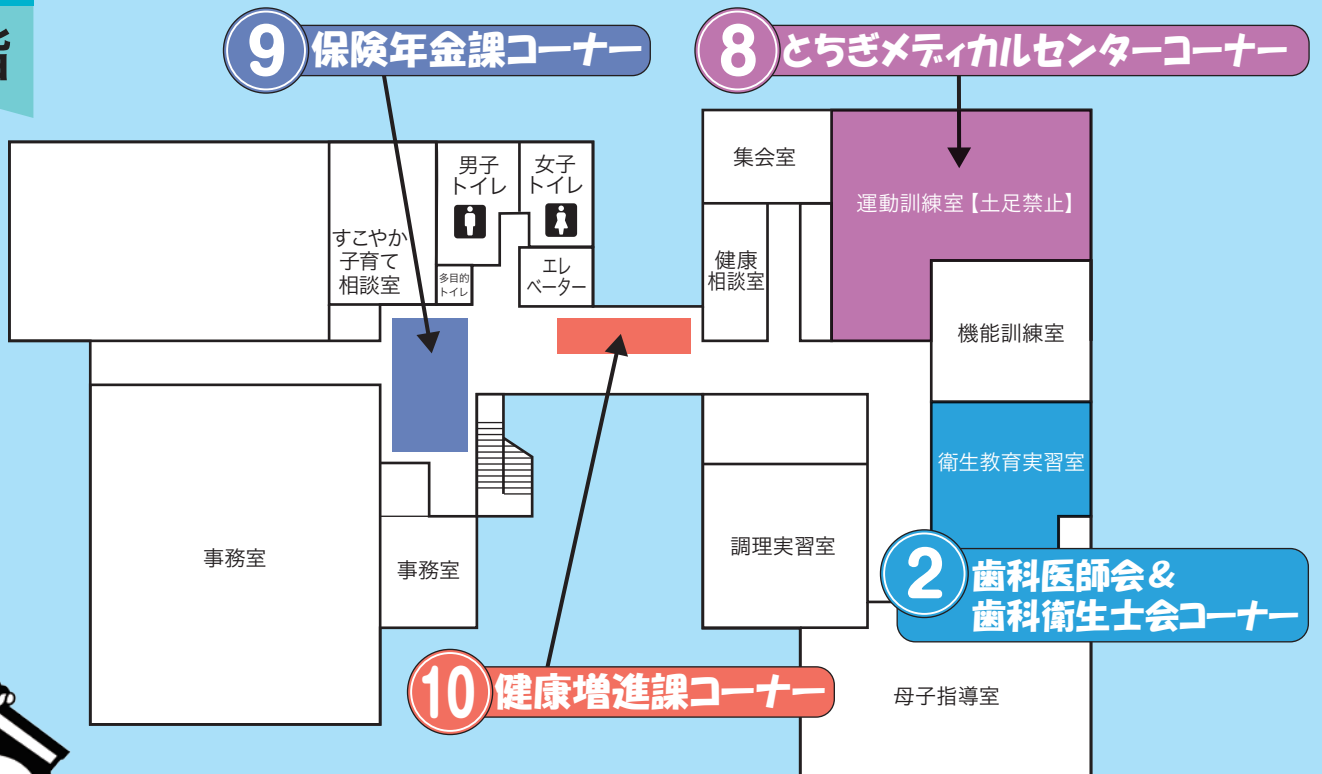 階
9 保険年金課コーナー
8 とちぎメディカルセンターコーナー
男子
トイレ
女子
トイレ
集会室
運動訓練室【土足禁止】
すこやか
子育て
相談室
多目的
トイレ
エレ
ベーター
健康
相談室
機能訓練室
衛生教育実習室
事務室
事務室
調理実習室
2 歯科医師会&
歯科衛生士会コーナー
10 健康増進課コーナー
母子指導室